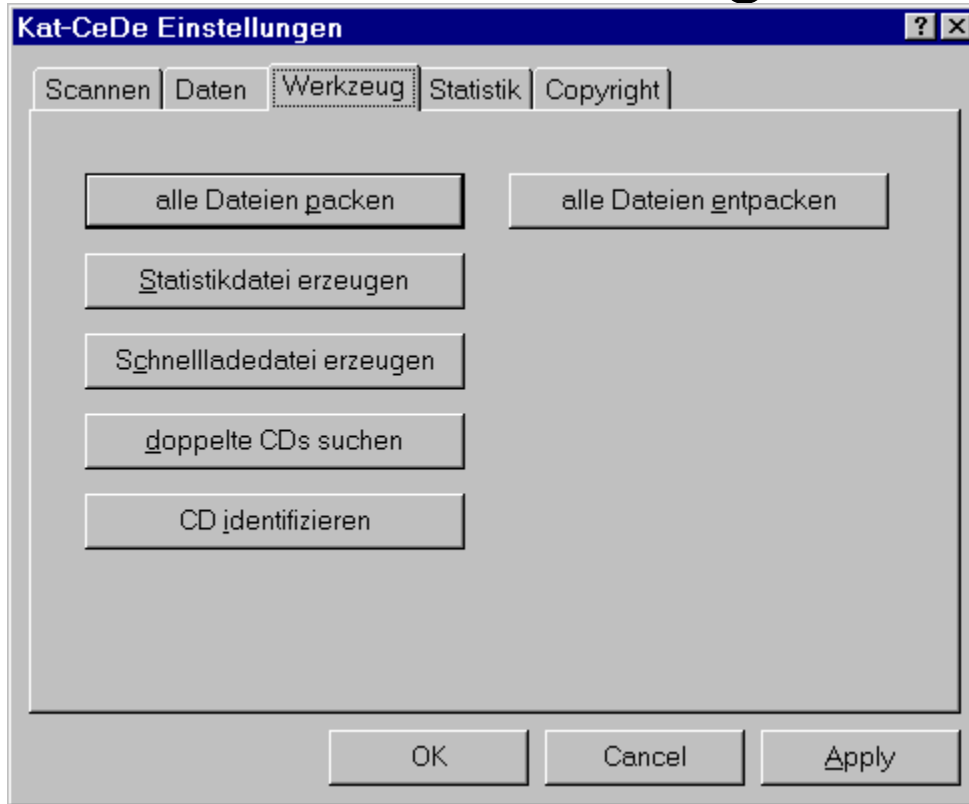 Kat-CeDe Einstellungen
Scannen Daten Werkzeug Statistik Copyright
alle Dateien packen alle Dateien entpacken
Statistikdatei erzeugen
Schnellladedatei erzeugen
doppelte CDs suchen
CD identifizieren
OK Cancel Apply